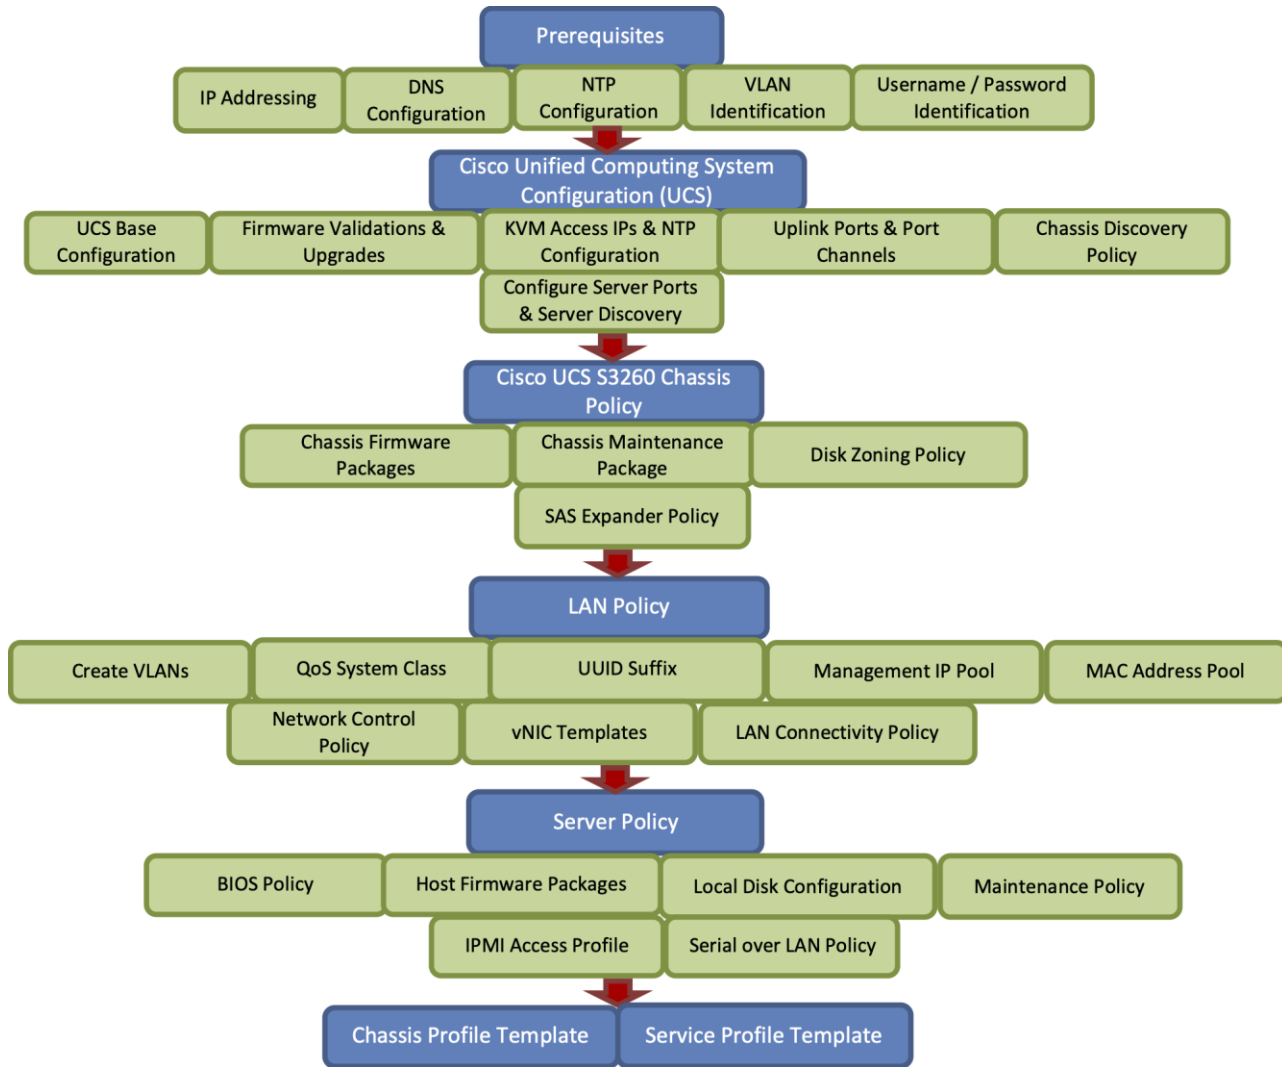 Prerequisites
IP Addressing
DNS
Configuration
NTP
Configuration
VLAN
Identification
Username / Password
Identification
Cisco Unified Computing System
Configuration (UCS)
UCS Base
Configuration
Firmware Validations &
Upgrades
KVM Access IPs & NTP
Configuration
Uplink Ports & Port
Channels
Chassis Discovery
Policy
Configure Server Ports
& Server Discovery
Cisco UCS S3260 Chassis
Policy
Chassis Firmware
Packages
Chassis Maintenance
Package
Disk Zoning Policy
SAS Expander Policy
LAN Policy
Create VLANs
QoS System Class
UUID Suffix
Management IP Pool
MAC Address Pool
Network Control
Policy
vNIC Templates
LAN Connectivity Policy
Server Policy
BIOS Policy
Host Firmware Packages
Local Disk Configuration
Maintenance Policy
IPMI Access Profile
Serial over LAN Policy
Chassis Profile Template
Service Profile Template